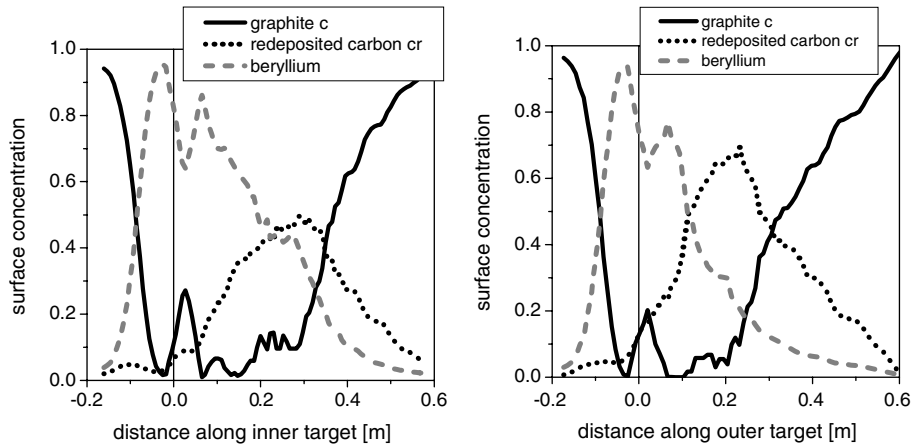 graphite c
redeposited carbon cr
beryllium
1.0
0.8
0.6
0.4
0.2
0.0
surface concentration
-0.2 0.0 0.2 0.4 0.6
distance along inner target [m]
graphite c
redeposited carbon cr
beryllium
1.0
0.8
0.6
0.4
0.2
0.0
surface concentration
-0.2 0.0 0.2 0.4 0.6
distance along outer target [m]